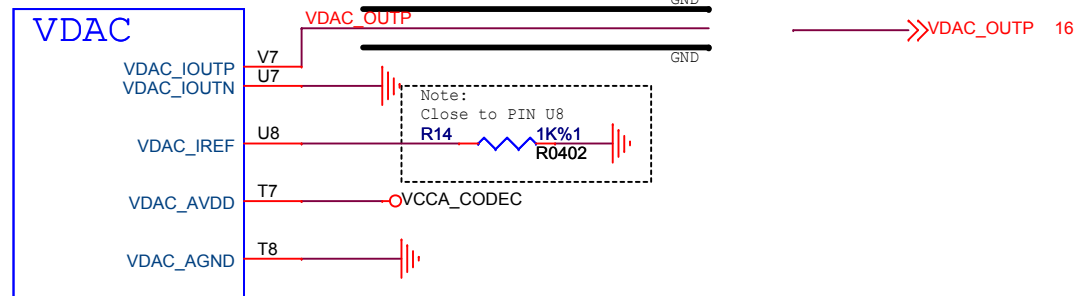 GND
VDAC
VDAC_OUTP
VDAC_OUTP 16
GND
VDAC_IOUTP V7
VDAC_IOUTN U7
Note:
Close to PIN U8
VDAC_IREF U8 R14 1K%1
R0402
VDAC_AVDD T7 VCCA_CODEC
VDAC_AGND T8